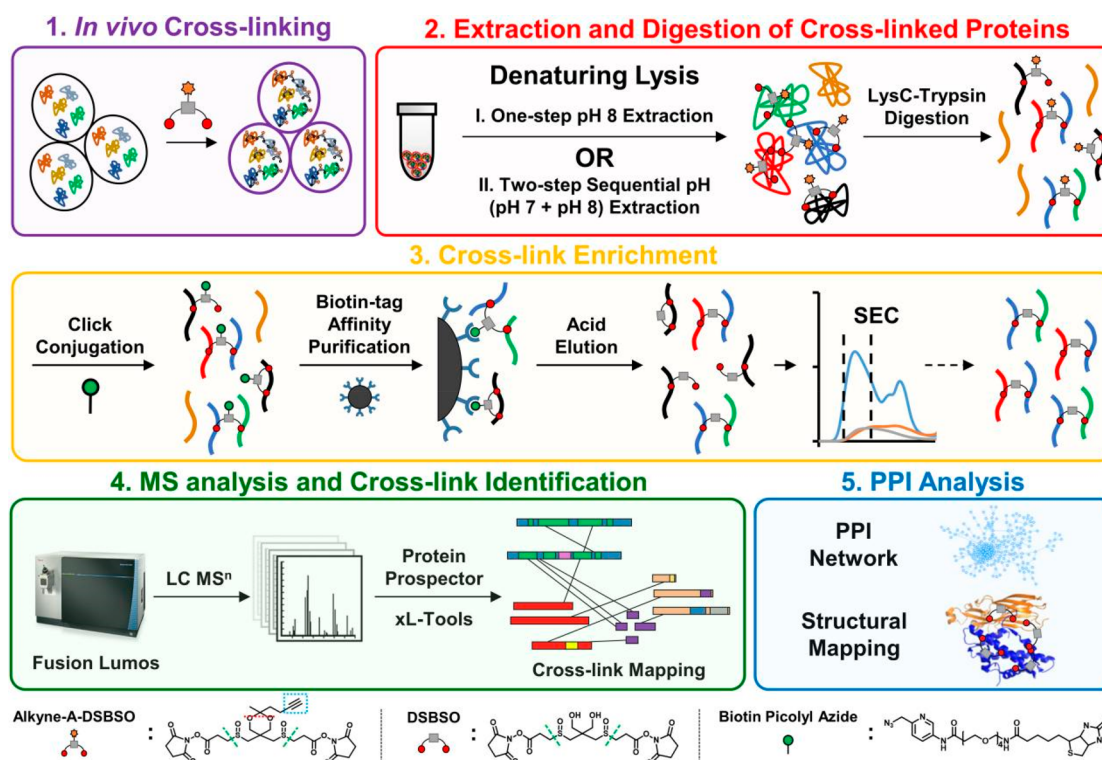 1. In vivo Cross-linking
2. Extraction and Digestion of Cross-linked Proteins
Denaturing Lysis
I. One-step pH 8 Extraction
OR
II. Two-step Sequential pH
(pH 7 + pH 8) Extraction
LysC-Trypsin
Digestion
3. Cross-link Enrichment
Click
Conjugation
Biotin-tag
Affinity
Purification
Acid
Elution
SEC
4. MS analysis and Cross-link Identification
Fusion Lumos
LC MSⁿ
Protein
Prospector
xL-Tools
Cross-link Mapping
5. PPI Analysis
PPI
Network
Structural
Mapping
Alkyne-A-DSBSO :
DSBSO :
Biotin Picolyl Azide :